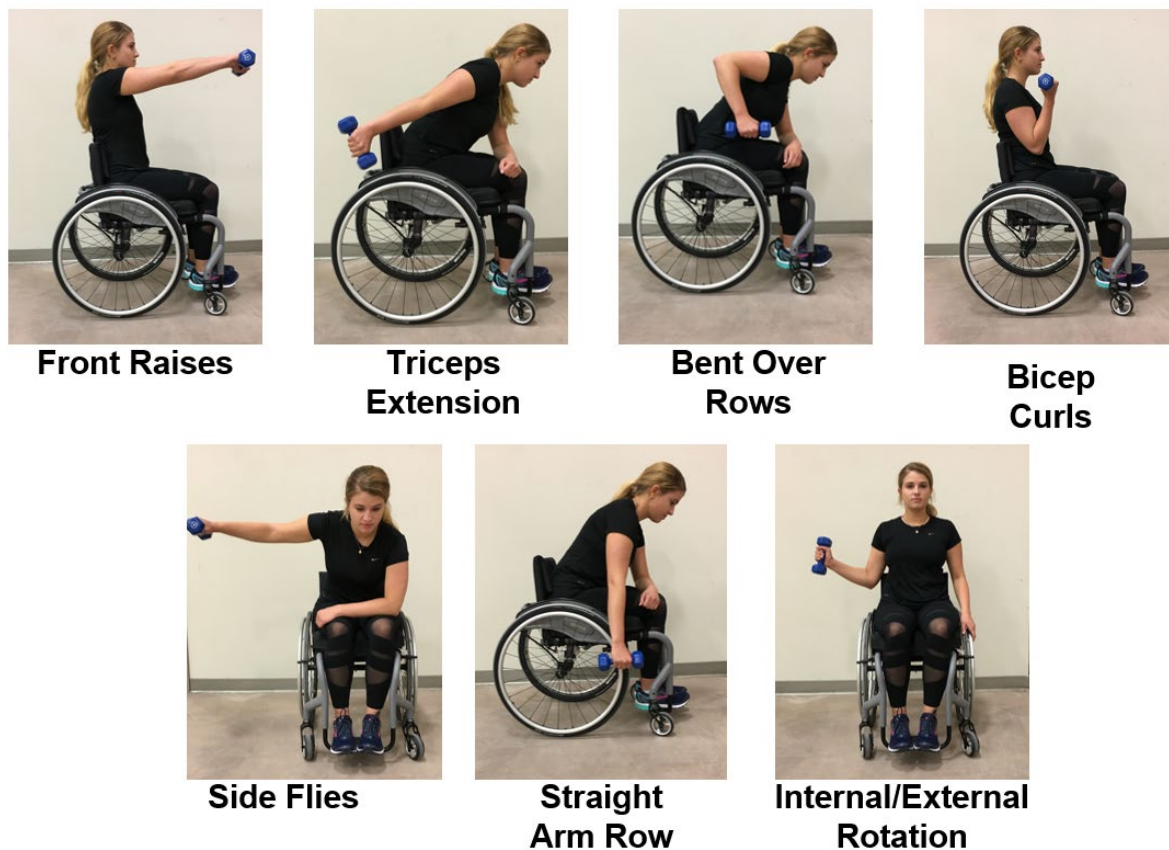 Front Raises
Triceps
Extension
Bent Over
Rows
Bicep
Curls
Side Flies
Straight
Arm Row
Internal/External
Rotation